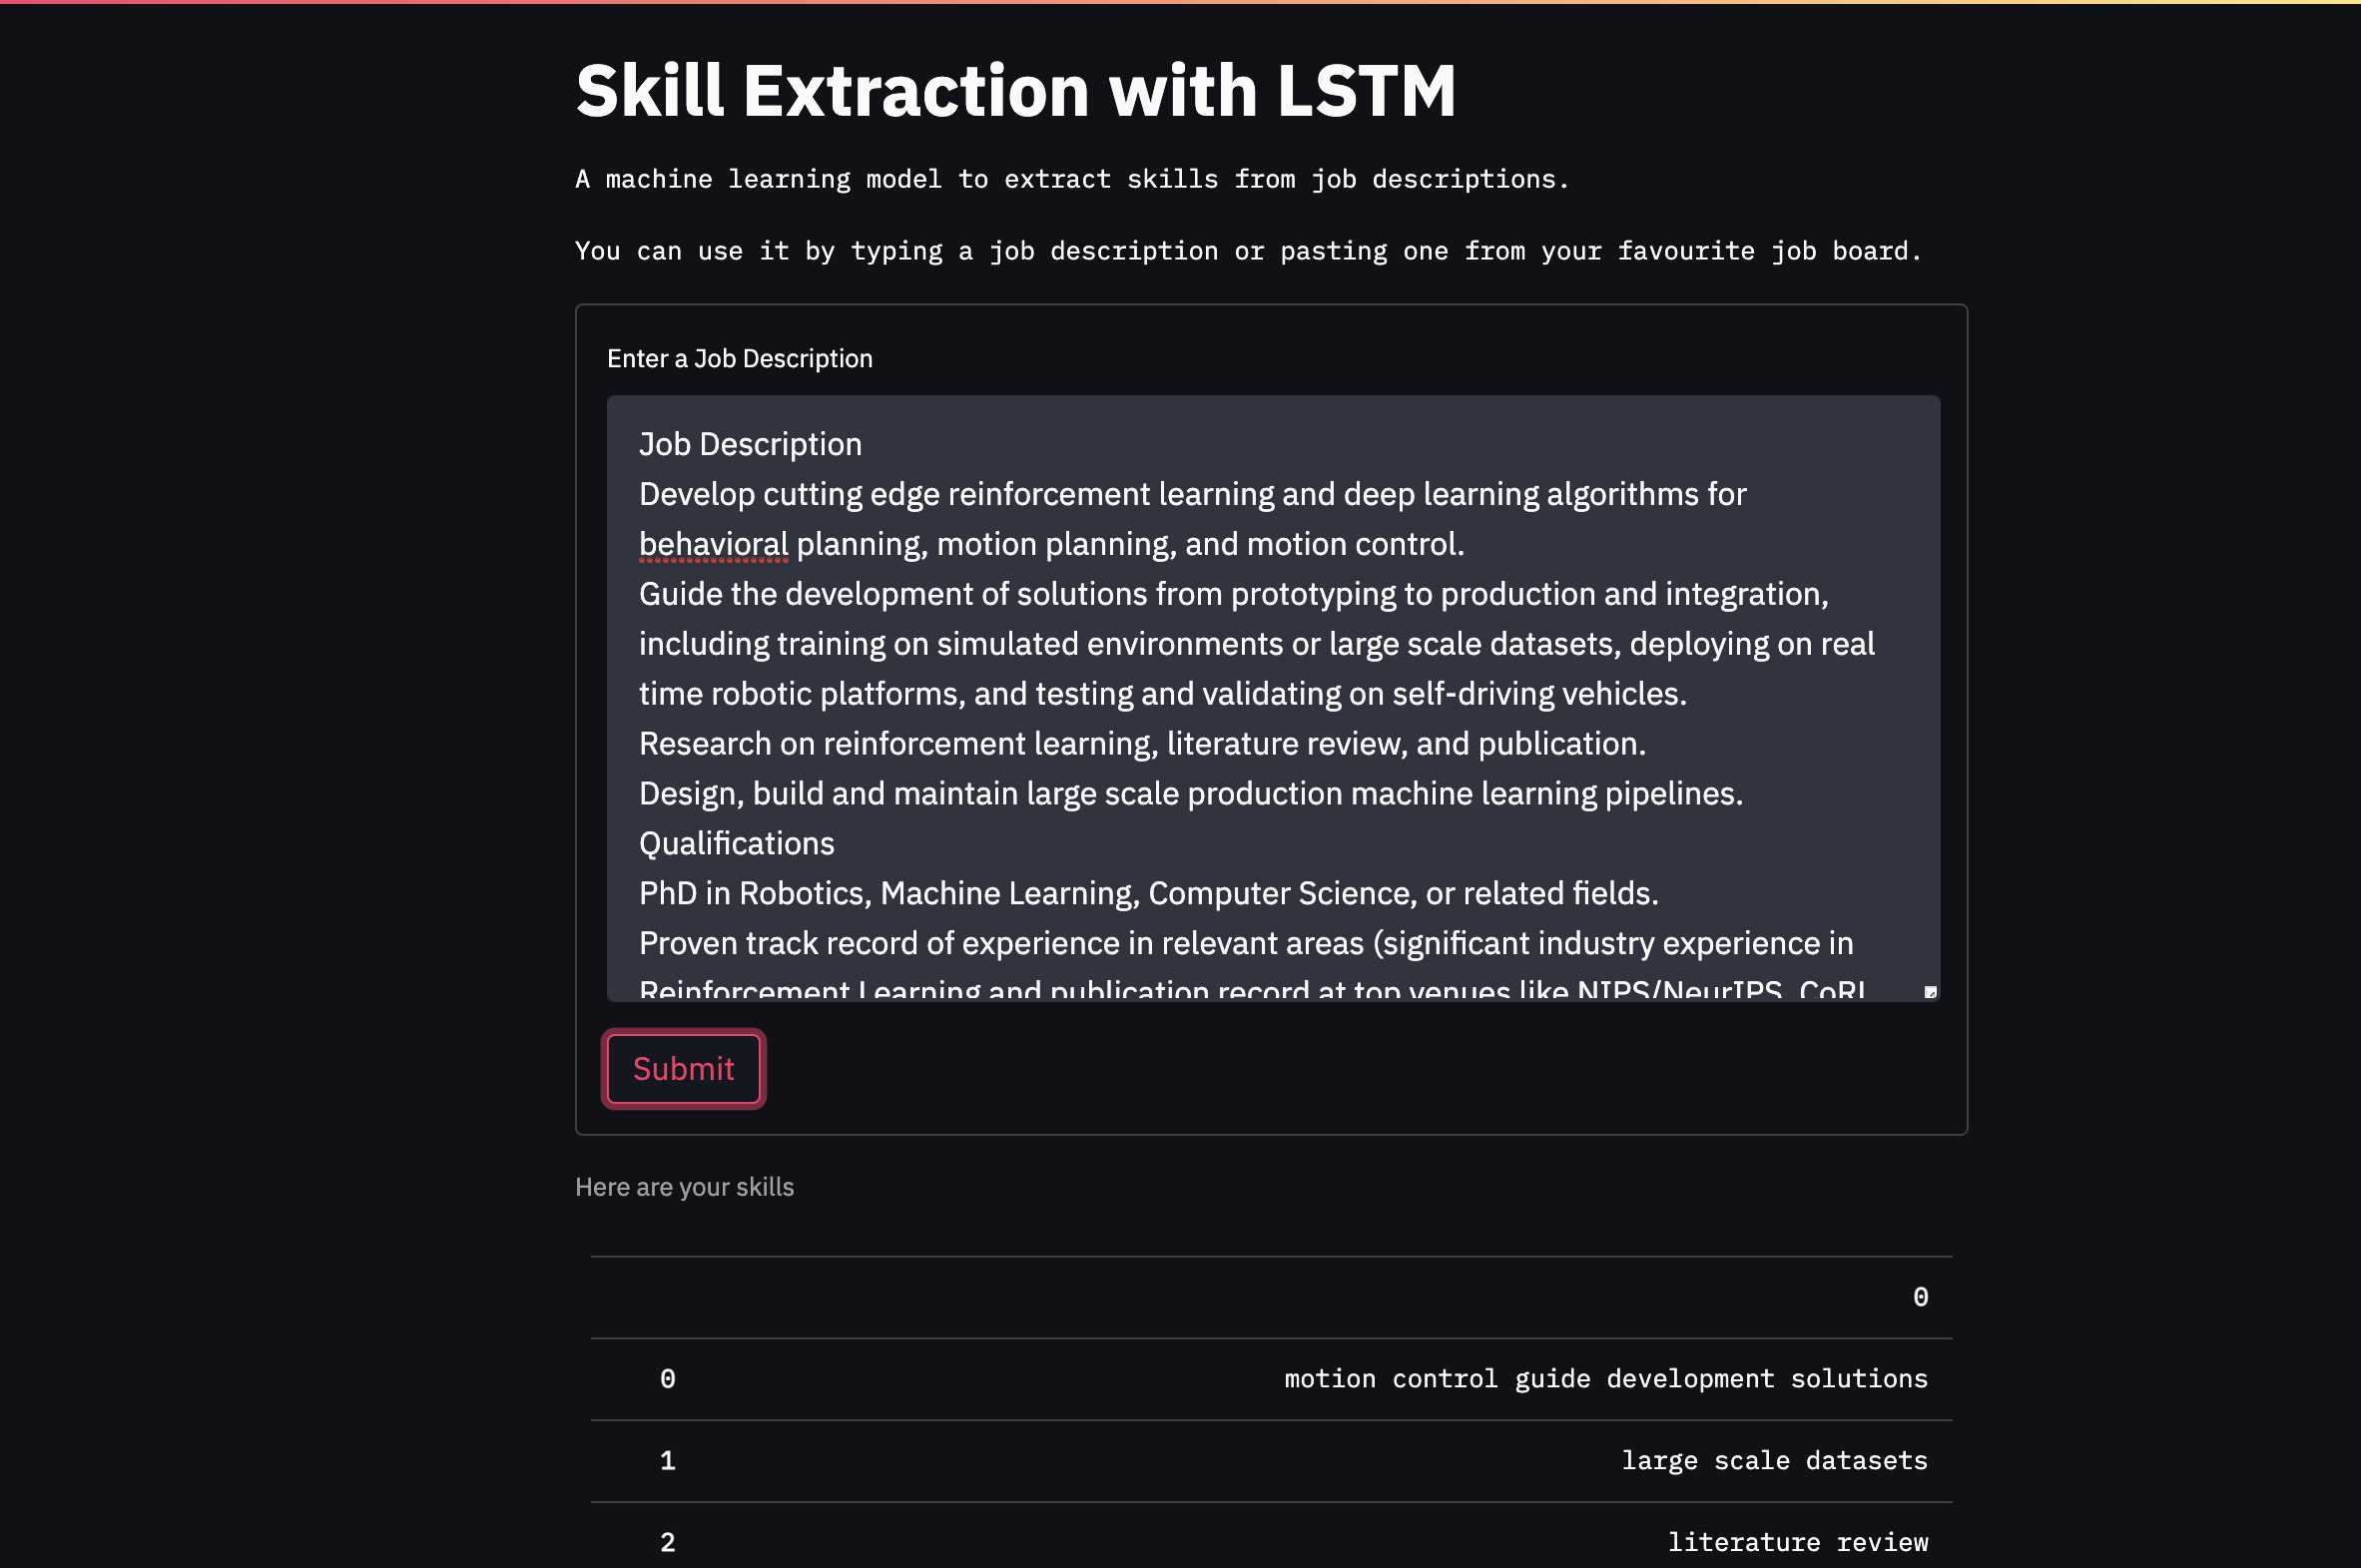 Skill Extraction with LSTM
A machine learning model to extract skills from job descriptions.
You can use it by typing a job description or pasting one from your favourite job board.
Enter a Job Description
Job Description
Develop cutting edge reinforcement learning and deep learning algorithms for
behavioral planning, motion planning, and motion control.
Guide the development of solutions from prototyping to production and integration,
including training on simulated environments or large scale datasets, deploying on real
time robotic platforms, and testing and validating on self-driving vehicles.
Research on reinforcement learning, literature review, and publication.
Design, build and maintain large scale production machine learning pipelines.
Qualifications
PhD in Robotics, Machine Learning, Computer Science, or related fields.
Proven track record of experience in relevant areas (significant industry experience in
Reinforcement Learning and publication record at top venues like NIPS/NeurIPS, CoRL
Submit
Here are your skills
0
0 motion control guide development solutions
1 large scale datasets
2 literature review